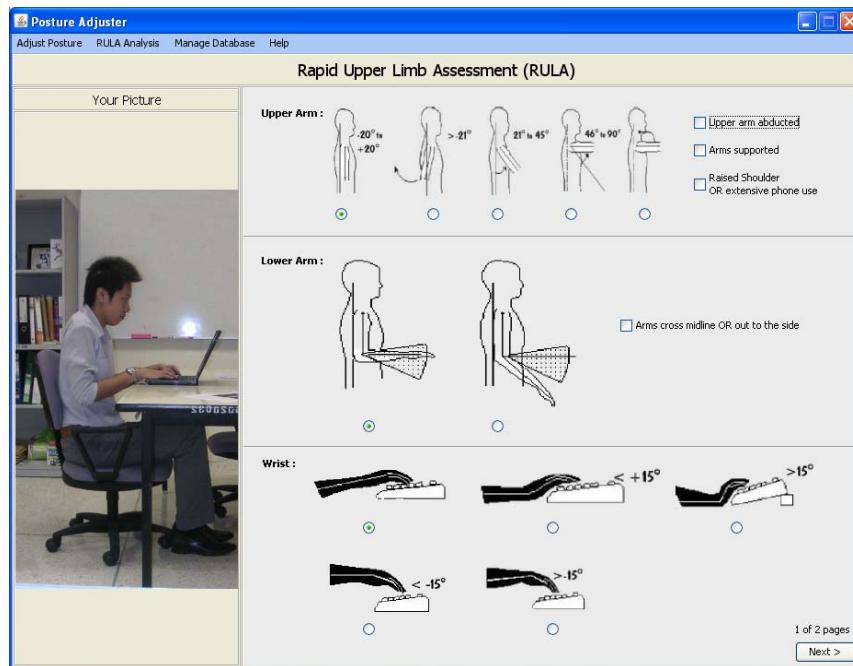 Posture Adjuster
Adjust Posture RULA Analysis Manage Database Help
Rapid Upper Limb Assessment (RULA)
Your Picture
Upper Arm :
-20° to
+20°
>-21°
21° to 45°
46° to 90°
Upper arm abducted
Arms supported
Raised Shoulder
OR extensive phone use
Lower Arm :
Arms cross midline OR out to the side
Wrist :
< +15°
>15°
< -15°
>-15°
1 of 2 pages
Next >